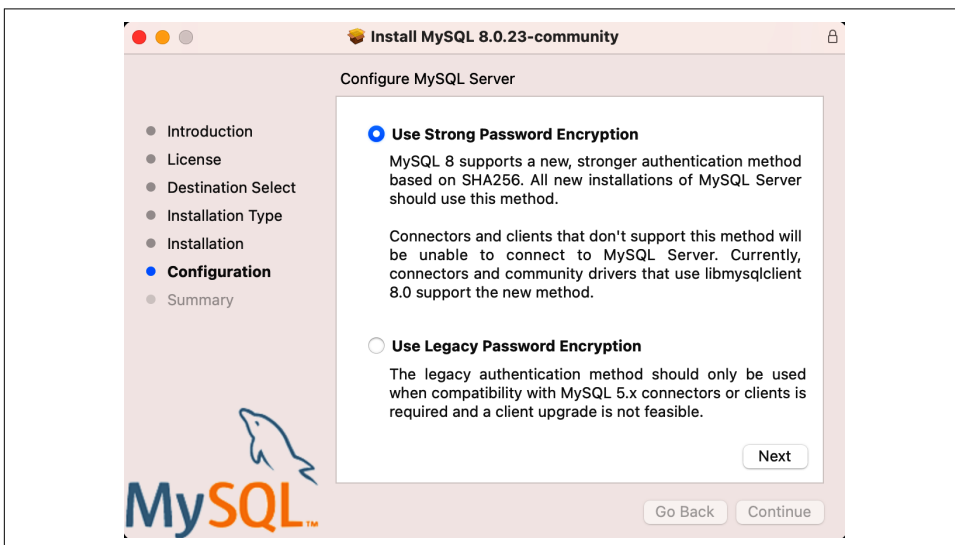 Install MySQL 8.0.23-community
Configure MySQL Server
Introduction
License
Destination Select
Installation Type
Installation
Configuration
Summary
Use Strong Password Encryption
MySQL 8 supports a new, stronger authentication method
based on SHA256. All new installations of MySQL Server
should use this method.
Connectors and clients that don't support this method will
be unable to connect to MySQL Server. Currently,
connectors and community drivers that use libmysqlclient
8.0 support the new method.
Use Legacy Password Encryption
The legacy authentication method should only be used
when compatibility with MySQL 5.x connectors or clients is
required and a client upgrade is not feasible.
Next
MySQL™
Go Back
Continue